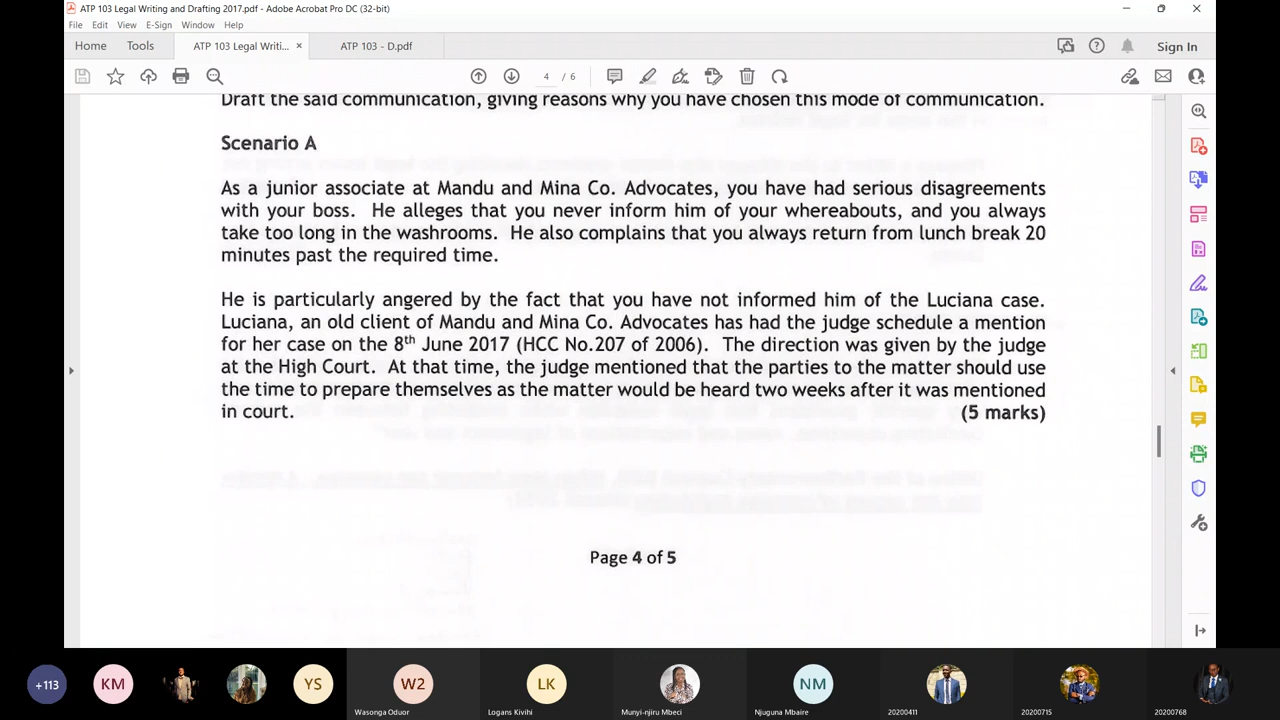 ATP 103 Legal Writing and Drafting 2017.pdf - Adobe Acrobat Pro DC (32-bit)
File Edit View E-Sign Window Help
Home Tools ATP 103 Legal Writi... × ATP 103 - D.pdf Sign In
4 / 6
Draft the said communication, giving reasons why you have chosen this mode of communication.
Scenario A
As a junior associate at Mandu and Mina Co. Advocates, you have had serious disagreements
with your boss. He alleges that you never inform him of your whereabouts, and you always
take too long in the washrooms. He also complains that you always return from lunch break 20
minutes past the required time.
He is particularly angered by the fact that you have not informed him of the Luciana case.
Luciana, an old client of Mandu and Mina Co. Advocates has had the judge schedule a mention
for her case on the 8th June 2017 (HCC No.207 of 2006). The direction was given by the judge
at the High Court. At that time, the judge mentioned that the parties to the matter should use
the time to prepare themselves as the matter would be heard two weeks after it was mentioned
in court. (5 marks)
Page 4 of 5
+113 KM YS W2 LK NM
Wasonga Oduor Logans Kivihi Munyi-njiru Mbeci Njuguna Mbaire 20200411 20200715 20200768